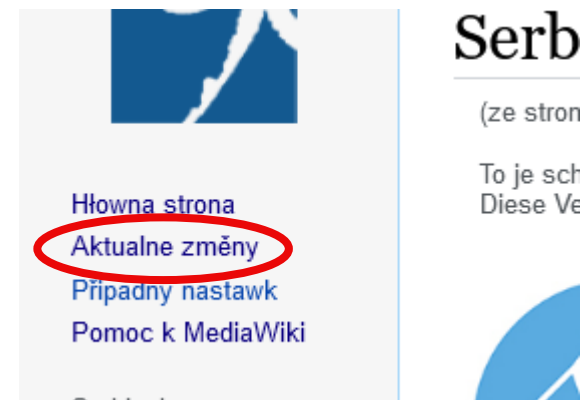 Serb
(ze stron
To je sch
Diese Ve
Hłowna strona
Aktualne změny
Připadny nastawk
Pomoc k MediaWiki